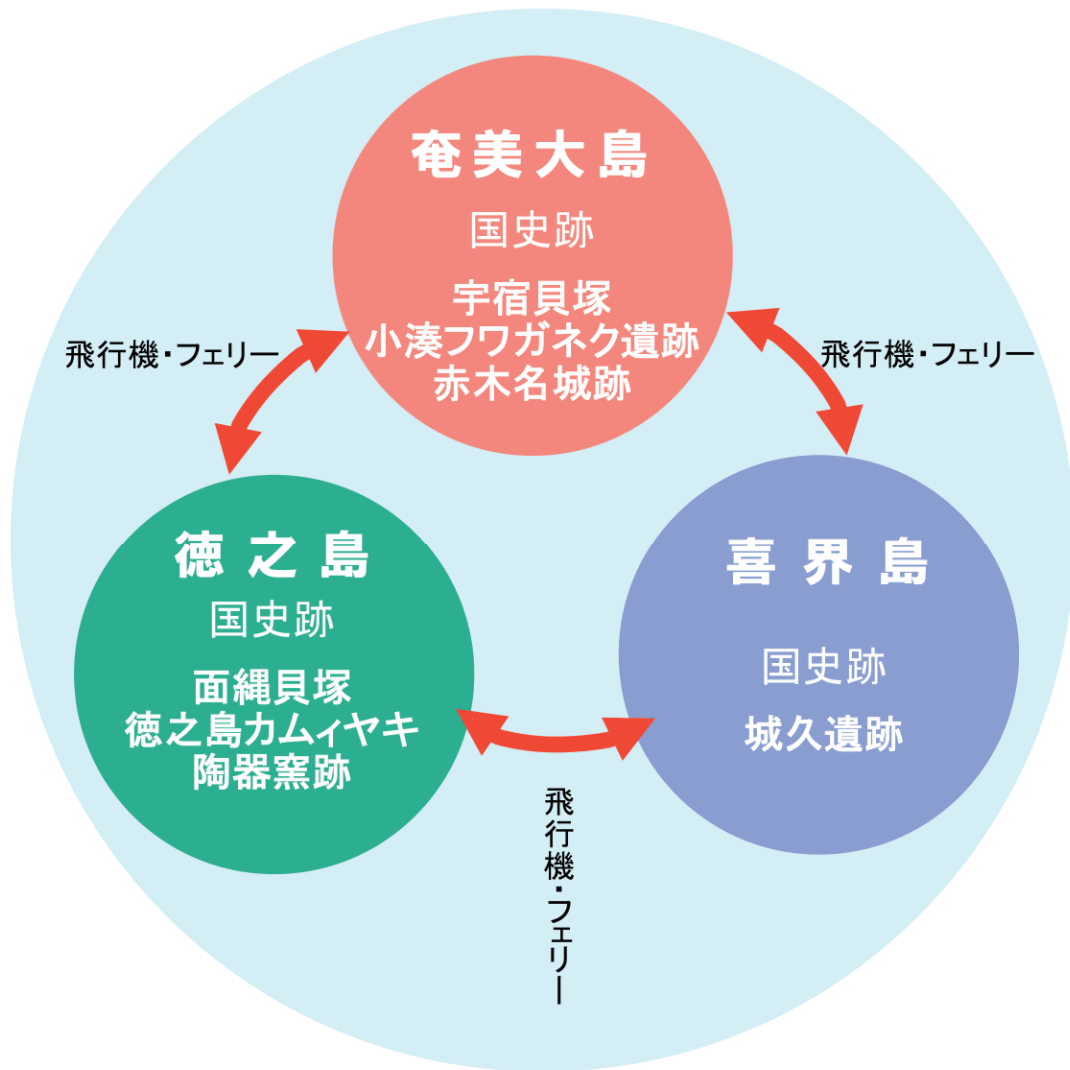 奄美大島
国史跡
宇宿貝塚
小湊フワガネク遺跡
赤木名城跡
飛行機・フェリー
飛行機・フェリー
徳之島
国史跡
面縄貝塚
徳之島カムィヤキ
陶器窯跡
喜界島
国史跡
城久遺跡
飛行機・フェリー